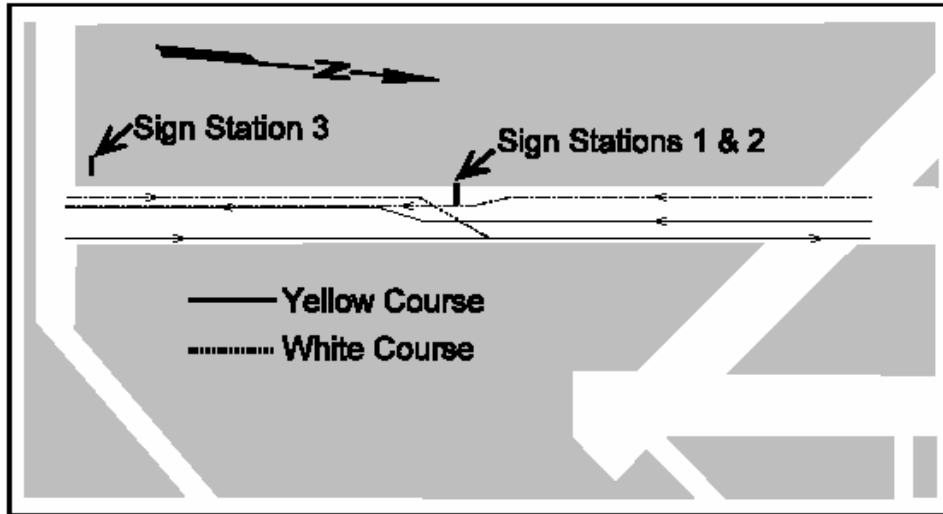 N
Sign Station 3
Sign Stations 1 & 2
Yellow Course
White Course